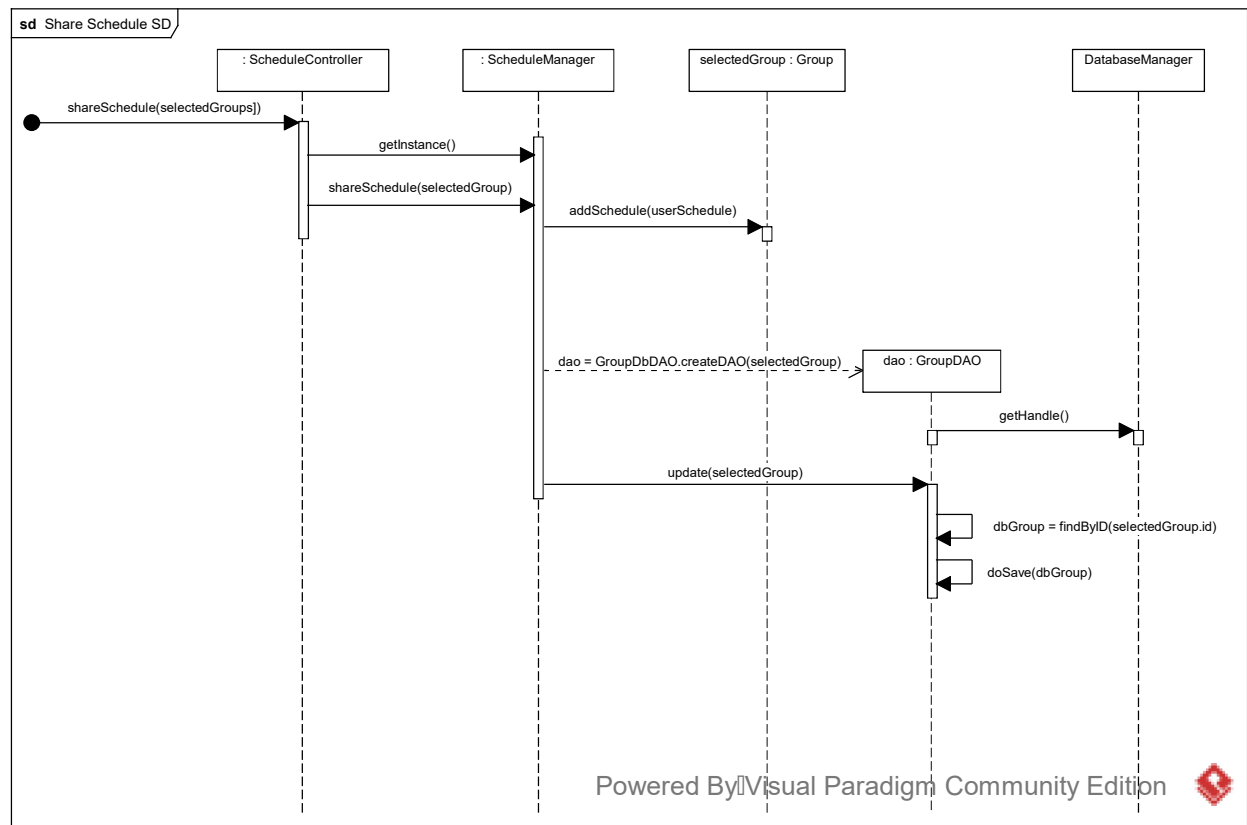 sd Share Schedule SD
: ScheduleController
: ScheduleManager
selectedGroup : Group
DatabaseManager
shareSchedule(selectedGroups])
getInstance()
shareSchedule(selectedGroup)
addSchedule(userSchedule)
dao = GroupDbDAO.createDAO(selectedGroup)
dao : GroupDAO
getHandle()
update(selectedGroup)
dbGroup = findByID(selectedGroup.id)
doSave(dbGroup)
Powered By▯Visual Paradigm Community Edition